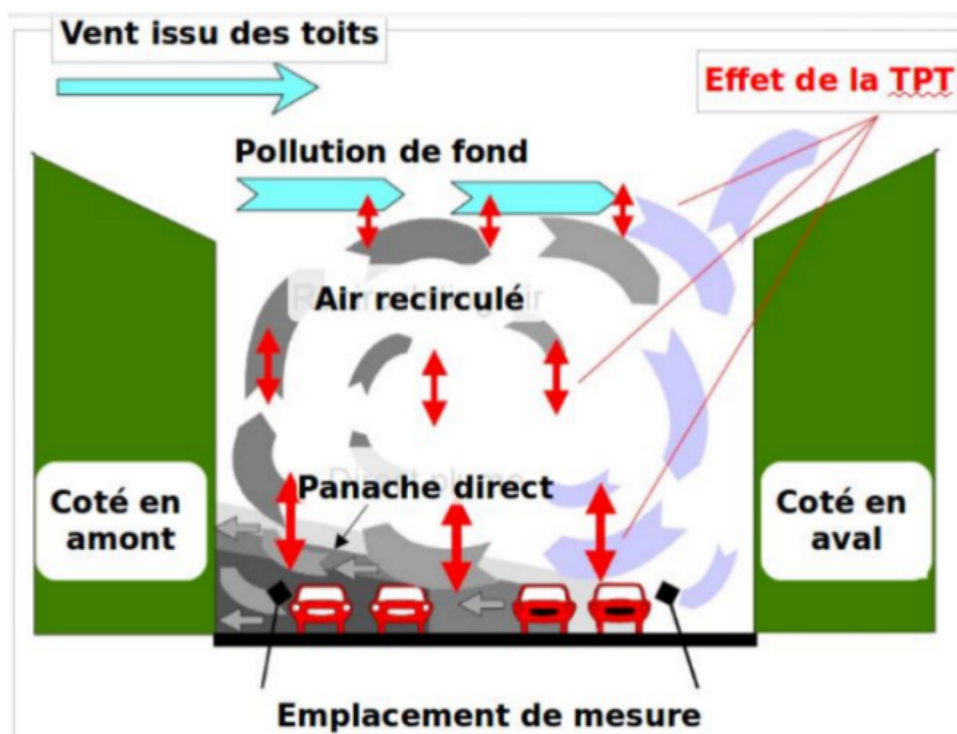 Vent issu des toits
Effet de la TPT
Pollution de fond
Air recirculé
Panache direct
Coté en
amont
Coté en
aval
Emplacement de mesure